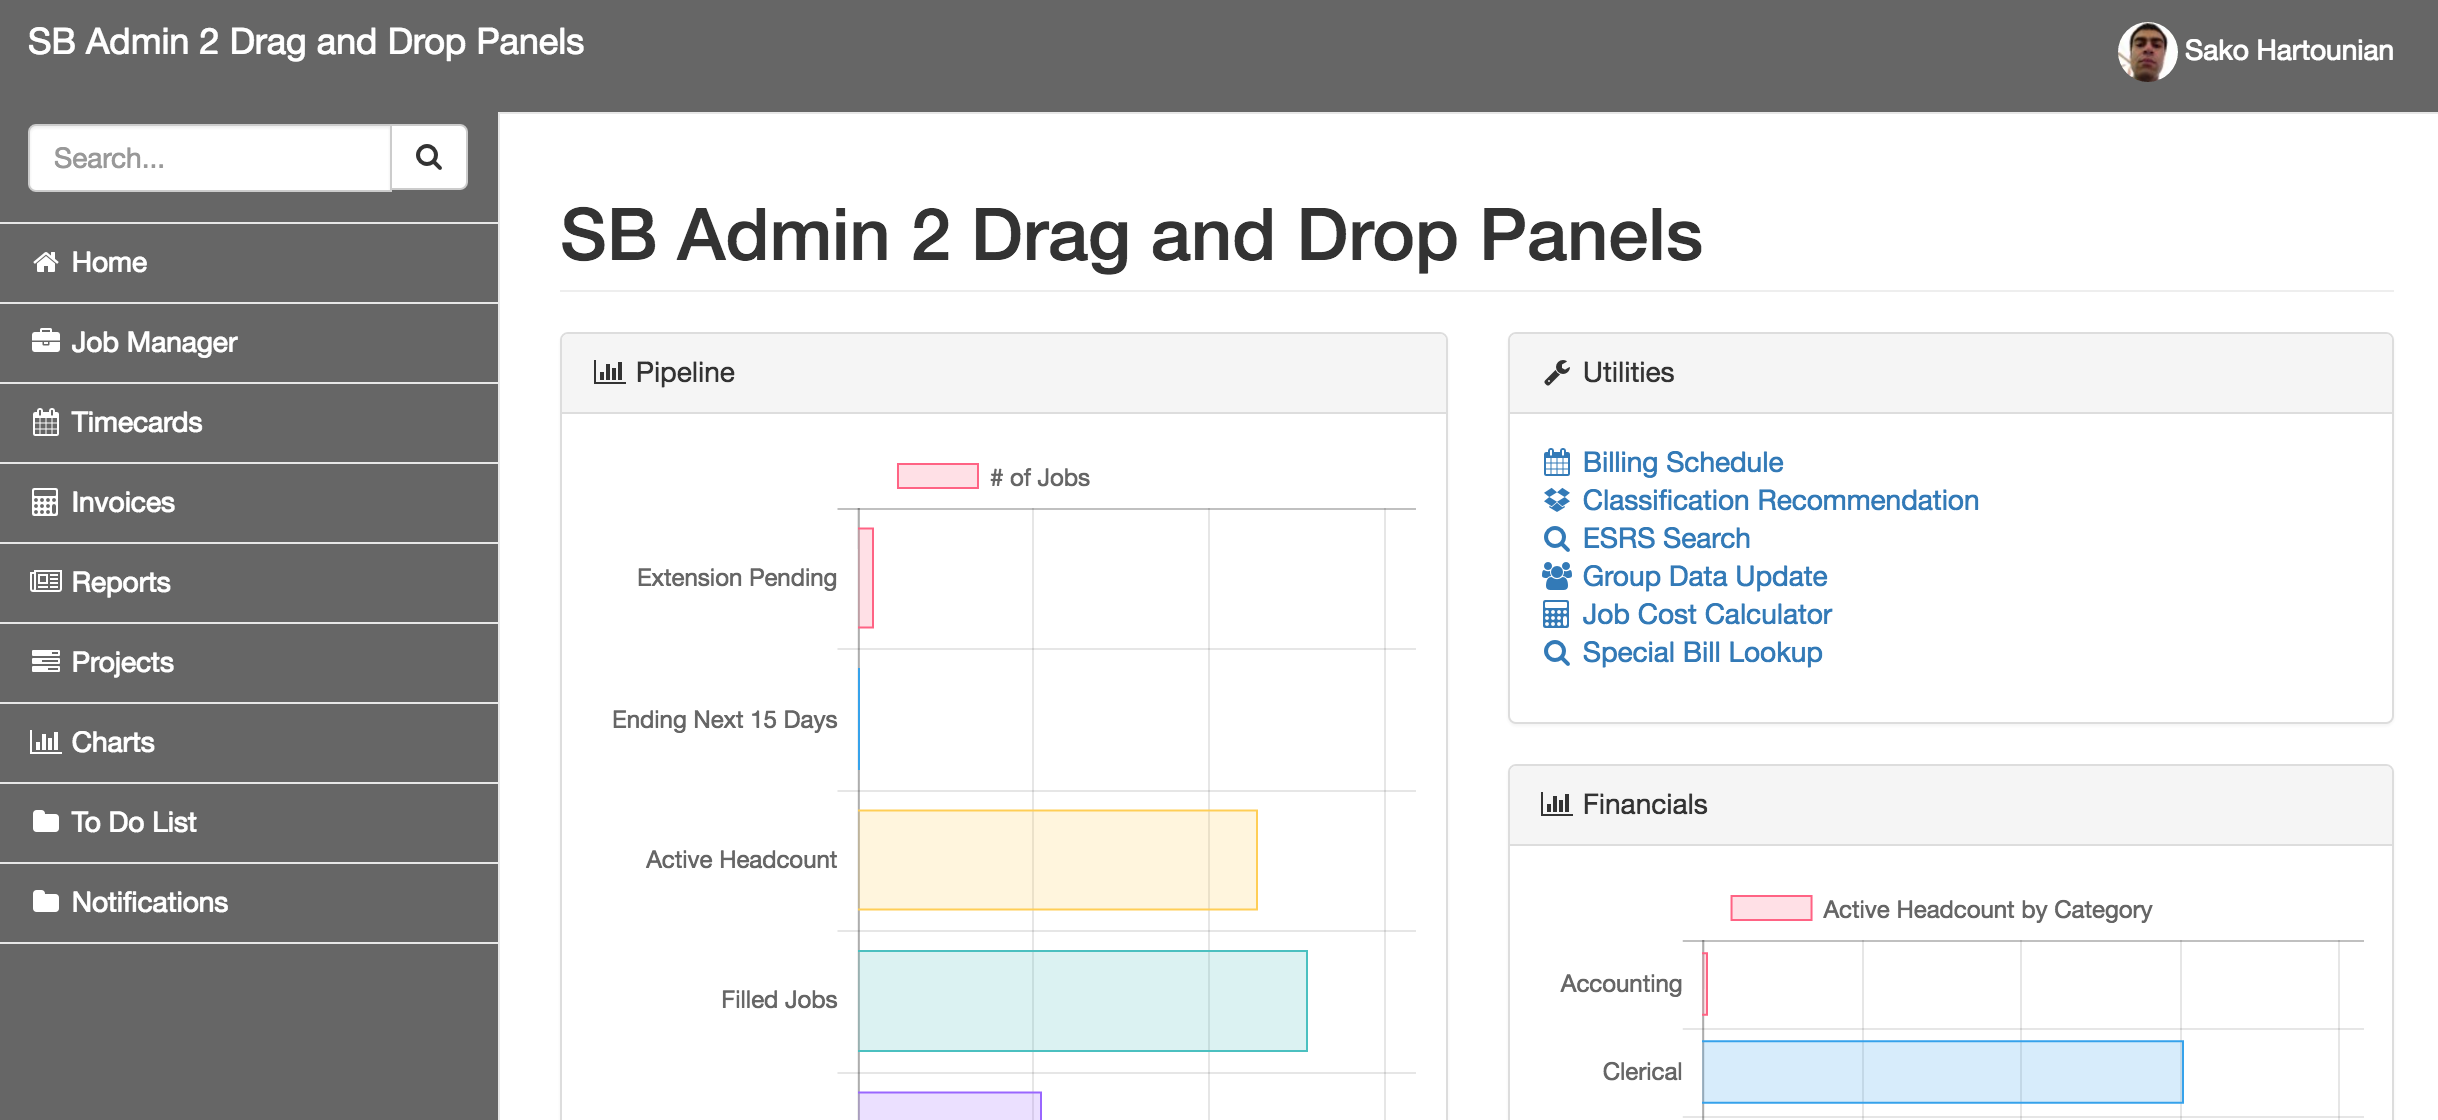 SB Admin 2 Drag and Drop Panels
Sako Hartounian
Search...
Home
Job Manager
Timecards
Invoices
Reports
Projects
Charts
To Do List
Notifications
SB Admin 2 Drag and Drop Panels
Pipeline
# of Jobs
Extension Pending
Ending Next 15 Days
Active Headcount
Filled Jobs
Utilities
Billing Schedule
Classification Recommendation
ESRS Search
Group Data Update
Job Cost Calculator
Special Bill Lookup
Financials
Active Headcount by Category
Accounting
Clerical